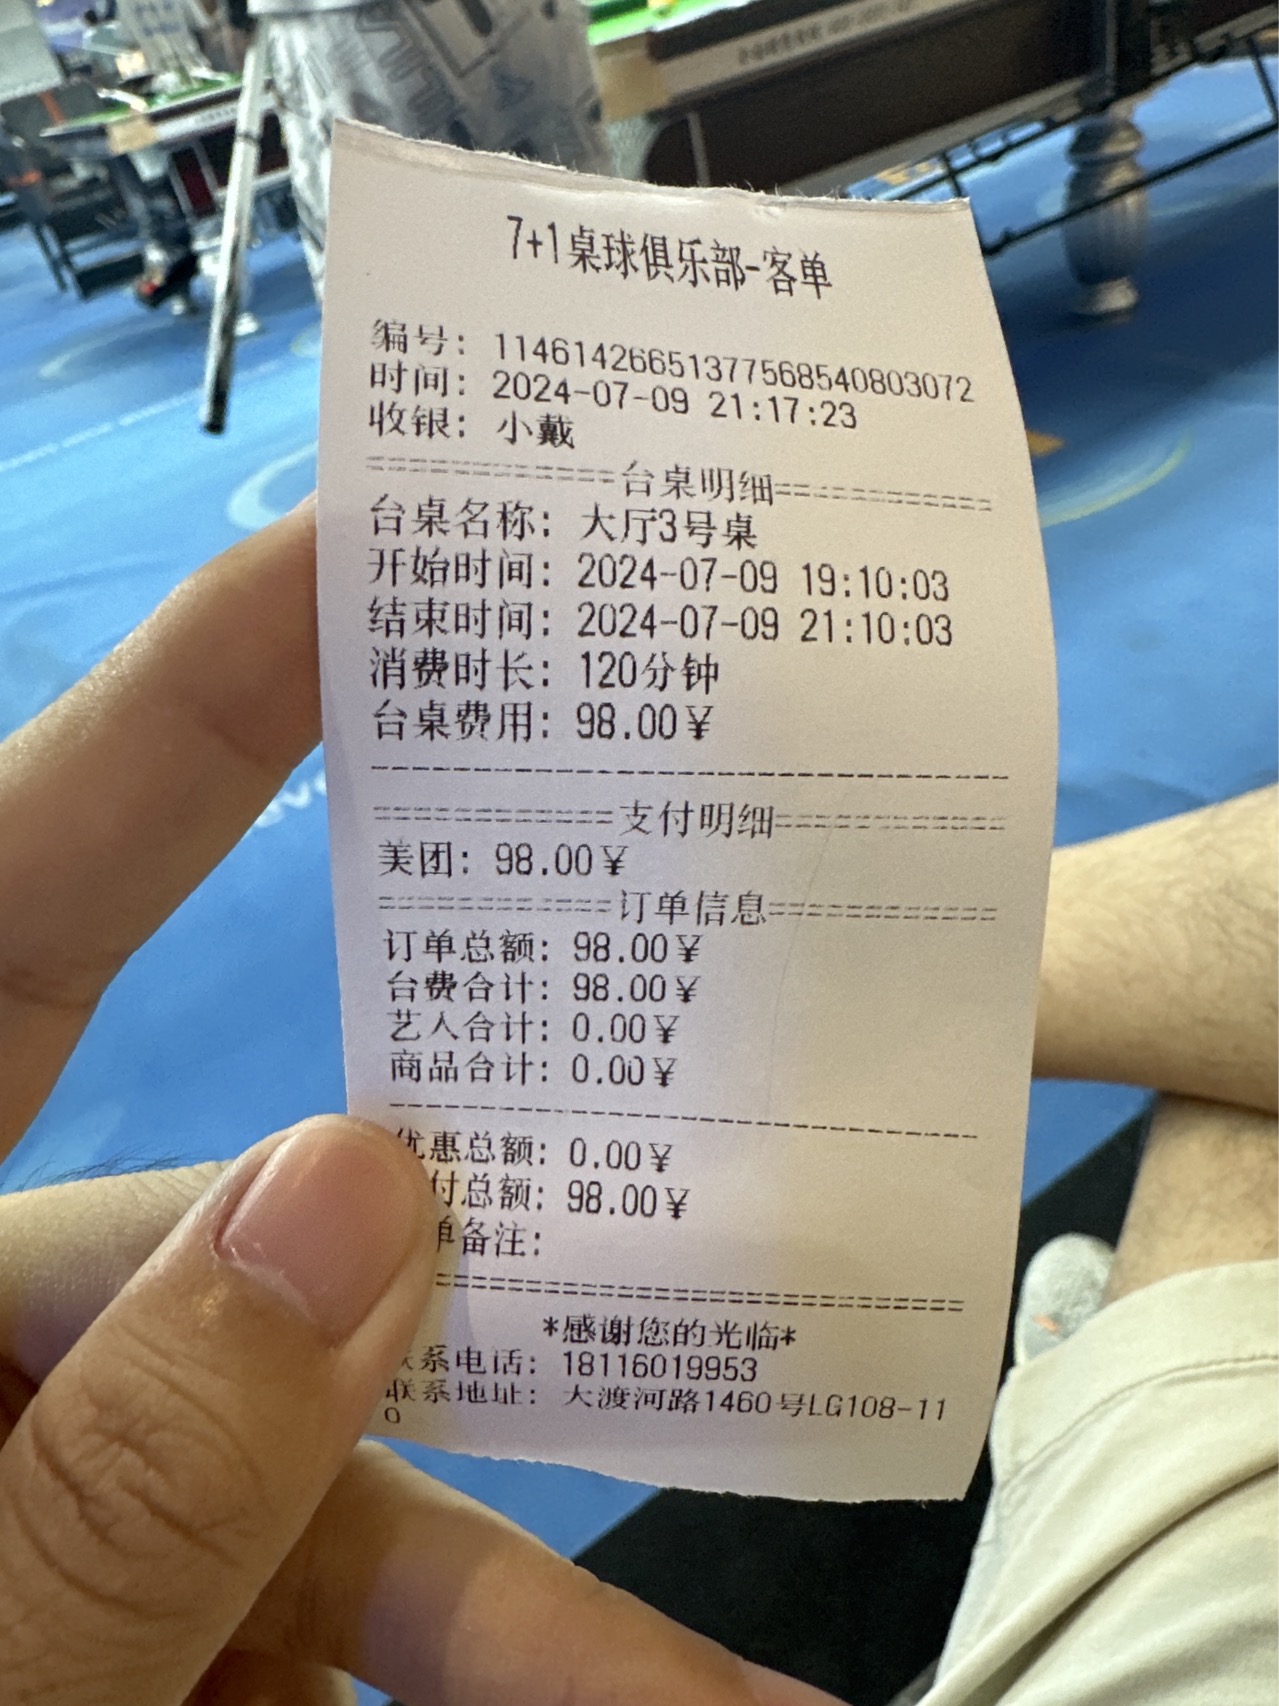 7+1桌球俱乐部-客单
编号: 1146142665137756854​0803072
时间: 2024-07-09 21:17:23
收银: 小戴
============台桌明细============
台桌名称: 大厅3号桌
开始时间: 2024-07-09 19:10:03
结束时间: 2024-07-09 21:10:03
消费时长: 120分钟
台桌费用: 98.00¥
============支付明细============
美团: 98.00¥
============订单信息============
订单总额: 98.00¥
台费合计: 98.00¥
艺人合计: 0.00¥
商品合计: 0.00¥
优惠总额: 0.00¥
付总额: 98.00¥
单备注:
*感谢您的光临*
联系电话: 18116019953
联系地址: 大渡河路1460号LG108-11
0